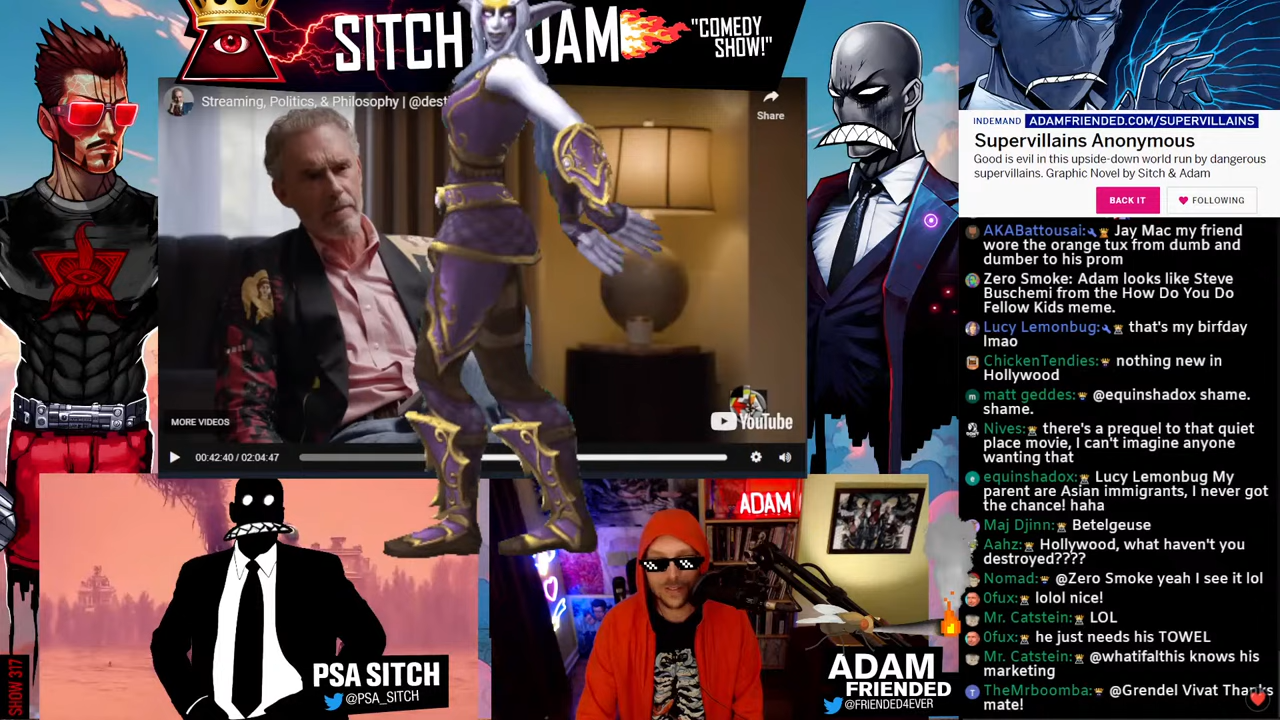 SITCH
DAM
"COMEDY
SHOW!"
Streaming, Politics, & Philosophy | @dest
Share
MORE VIDEOS
YouTube
00:42:40 / 02:04:47
PSA SITCH
@PSA_SITCH
SHOW 317
ADAM
ADAM
FRIENDED
@FRIENDED4EVER
INDEMAND ADAMFRIENDED.COM/SUPERVILLAINS
Supervillains Anonymous
Good is evil in this upside-down world run by dangerous
supervillains. Graphic Novel by Sitch & Adam
BACK IT
FOLLOWING
AKABattousai: Jay Mac my friend
wore the orange tux from dumb and
dumber to his prom
Zero Smoke: Adam looks like Steve
Buschemi from the How Do You Do
Fellow Kids meme.
Lucy Lemonbug: that's my birfday
lmao
ChickenTendies: nothing new in
Hollywood
matt geddes: @equinshadox shame.
shame.
Nives: there's a prequel to that quiet
place movie, I can't imagine anyone
wanting that
equinshadox: Lucy Lemonbug My
parent are Asian immigrants, I never got
the chance! haha
Maj Djinn: Betelgeuse
Aahz: Hollywood, what haven't you
destroyed????
Nomad: @Zero Smoke yeah I see it lol
0fux: lolol nice!
Mr. Catstein: LOL
0fux: he just needs his TOWEL
Mr. Catstein: @whatifalthis knows his
marketing
TheMrboomba: @Grendel Vivat Thanks
mate!